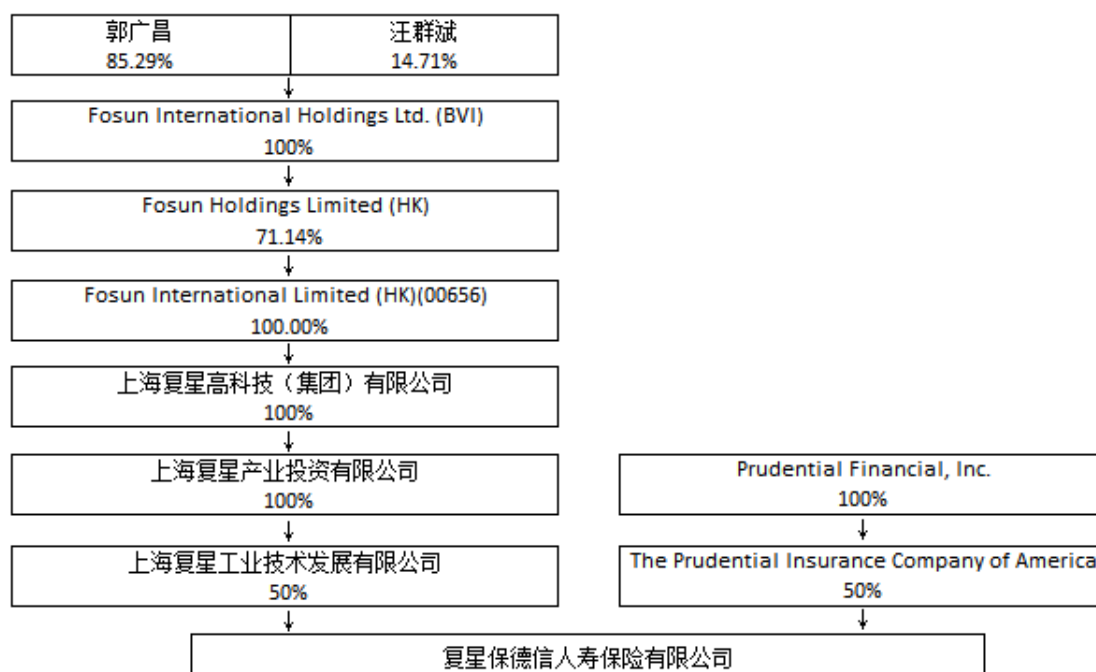 郭广昌
85.29%
汪群斌
14.71%
Fosun International Holdings Ltd. (BVI)
100%
Fosun Holdings Limited (HK)
71.14%
Fosun International Limited (HK)(00656)
100.00%
上海复星高科技（集团）有限公司
100%
上海复星产业投资有限公司
100%
Prudential Financial, Inc.
100%
上海复星工业技术发展有限公司
50%
The Prudential Insurance Company of America
50%
复星保德信人寿保险有限公司